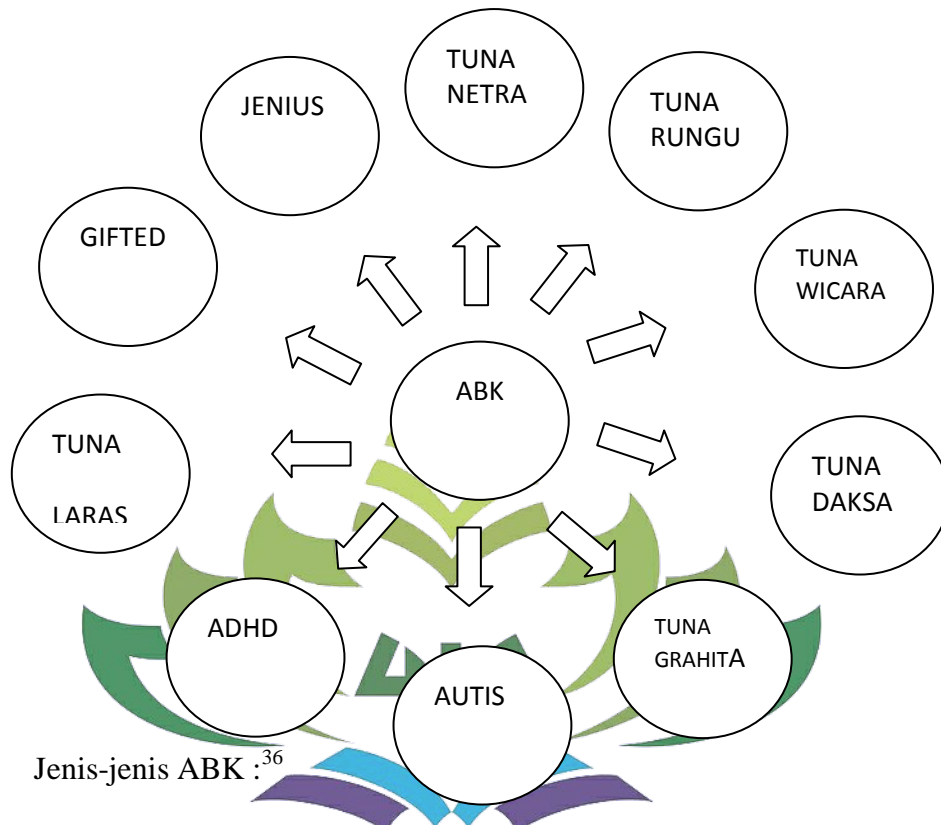 TUNA
NETRA
TUNA
RUNGU
JENIUS
GIFTED
TUNA
WICARA
ABK
TUNA
LARAS
TUNA
DAKSA
ADHD
AUTIS
TUNA
GRAHITA
Jenis-jenis ABK :36